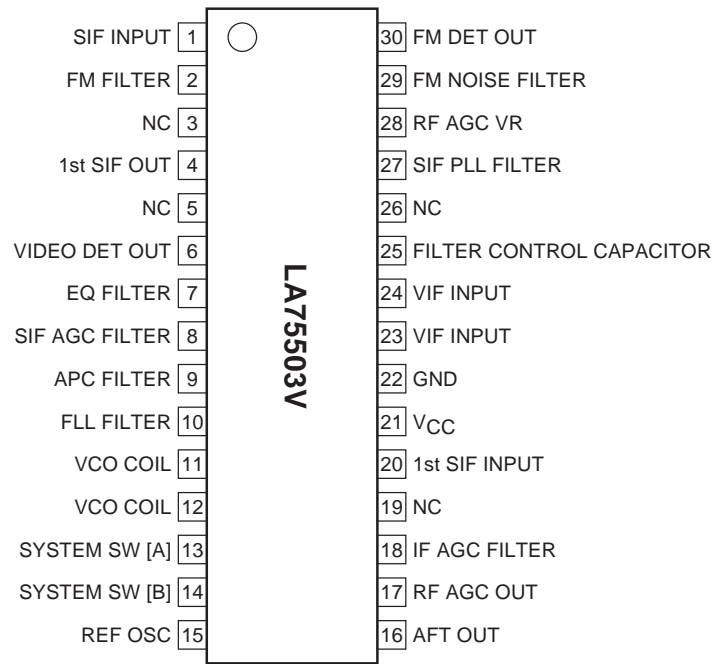 SIF INPUT 1 30 FM DET OUT
FM FILTER 2 29 FM NOISE FILTER
NC 3 28 RF AGC VR
1st SIF OUT 4 27 SIF PLL FILTER
NC 5 26 NC
VIDEO DET OUT 6 25 FILTER CONTROL CAPACITOR
EQ FILTER 7 24 VIF INPUT
SIF AGC FILTER 8 23 VIF INPUT
APC FILTER 9 22 GND
FLL FILTER 10 21 VCC
VCO COIL 11 20 1st SIF INPUT
VCO COIL 12 19 NC
SYSTEM SW [A] 13 18 IF AGC FILTER
SYSTEM SW [B] 14 17 RF AGC OUT
REF OSC 15 16 AFT OUT
LA75503V